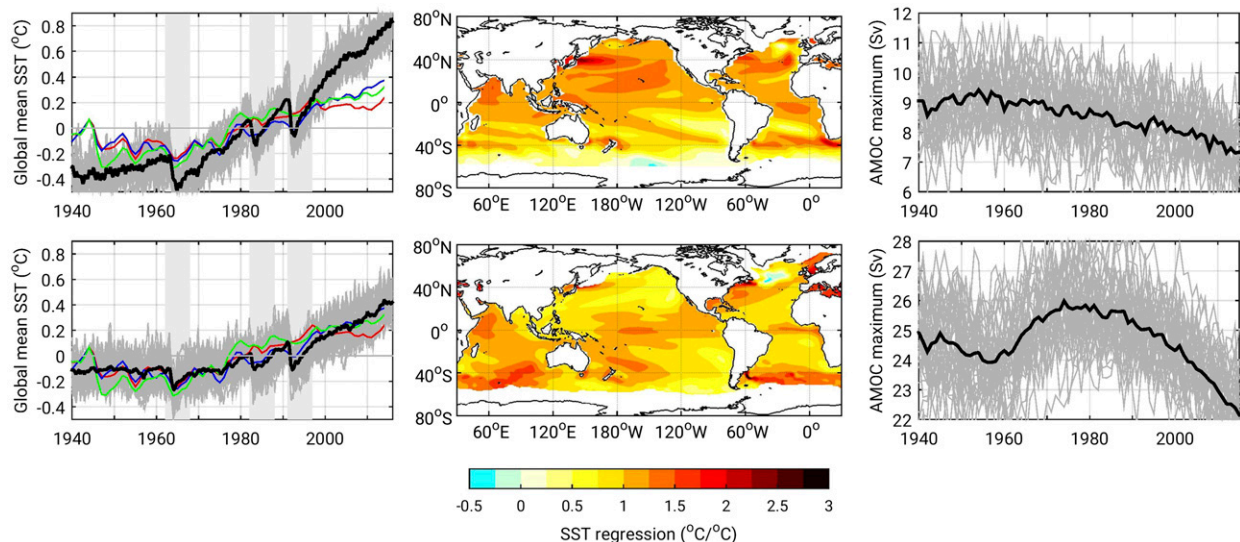 Global mean SST (°C)
0.8
0.6
0.4
0.2
0
-0.2
-0.4
1940 1960 1980 2000
80°N
40°N
0°C
40°S
80°S
60°E 120°E 180°W 120°W 60°W 0°
AMOC maximum (Sv)
12
11
10
9
8
7
6
1940 1960 1980 2000
Global mean SST (°C)
0.8
0.6
0.4
0.2
0
-0.2
-0.4
1940 1960 1980 2000
80°N
40°N
0°C
40°S
80°S
60°E 120°E 180°W 120°W 60°W 0°
AMOC maximum (Sv)
28
27
26
25
24
23
22
1940 1960 1980 2000
-0.5 0 0.5 1 1.5 2 2.5 3
SST regression (°C/°C)